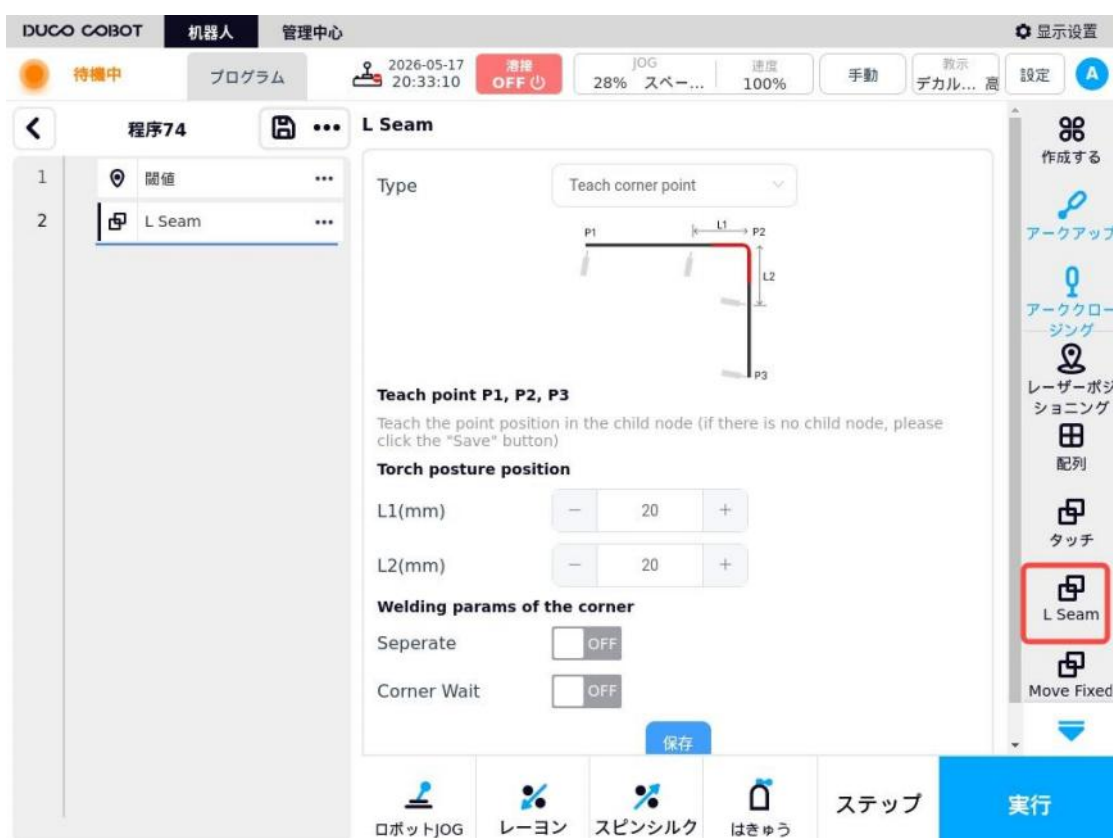 DUCO COBOT 机器人 管理中心 显示设置
待機中 プログラム 2026-05-17 20:33:10 溶接 OFF JOG 28% スペー... 速度 100% 手動 教示 デカル... 高 設定 A
程序74 ••• L Seam
1 閾値 •••
2 L Seam •••
Type Teach corner point
P1 L1 P2
L2
P3
Teach point P1, P2, P3
Teach the point position in the child node (if there is no child node, please
click the "Save" button)
Torch posture position
L1(mm) − 20 +
L2(mm) − 20 +
Welding params of the corner
Seperate OFF
Corner Wait OFF
保存
作成する
アークアップ
アーククロー
ジング
レーザーポジ
ショニング
配列
タッチ
L Seam
Move Fixed
ロボットJOG レーヨン スピンシルク はきゅう ステップ 実行